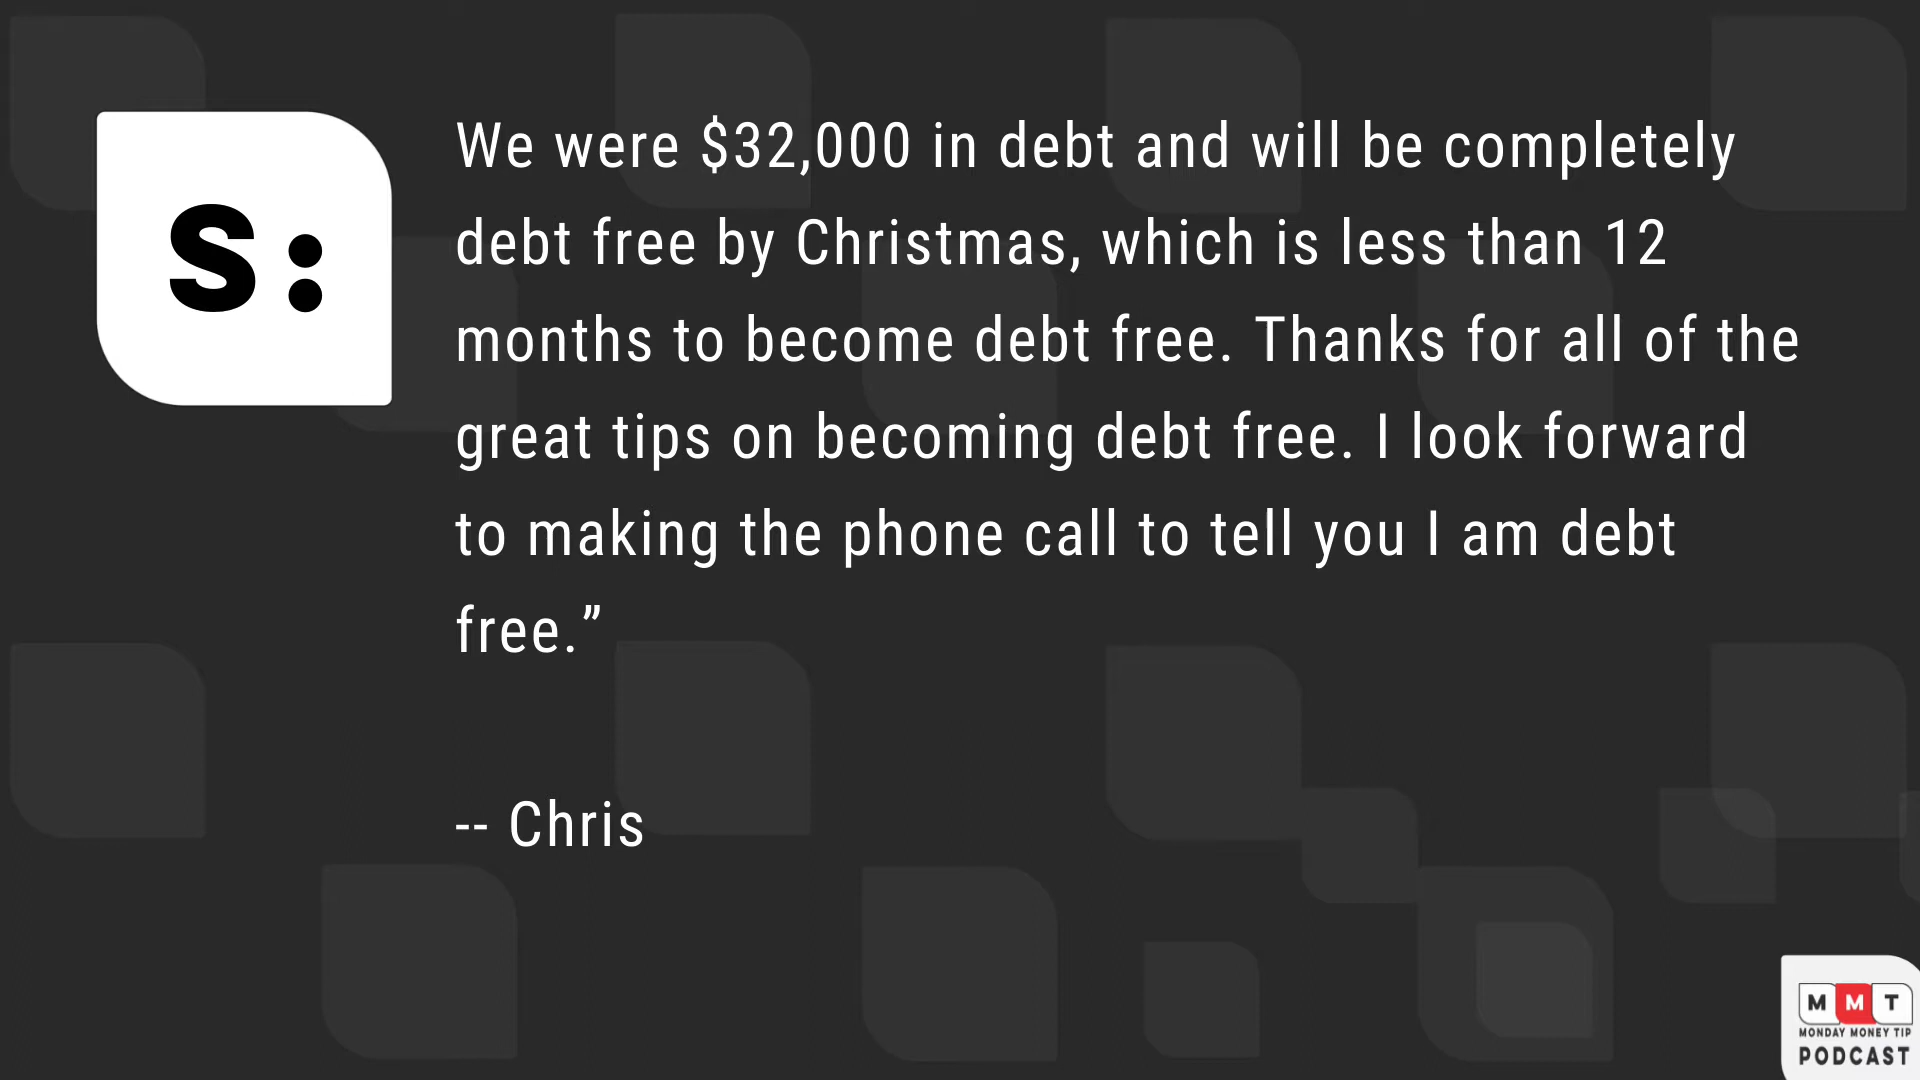 S:
We were $32,000 in debt and will be completely
debt free by Christmas, which is less than 12
months to become debt free. Thanks for all of the
great tips on becoming debt free. I look forward
to making the phone call to tell you I am debt
free.”
-- Chris
M M T
MONDAY MONEY TIP
PODCAST